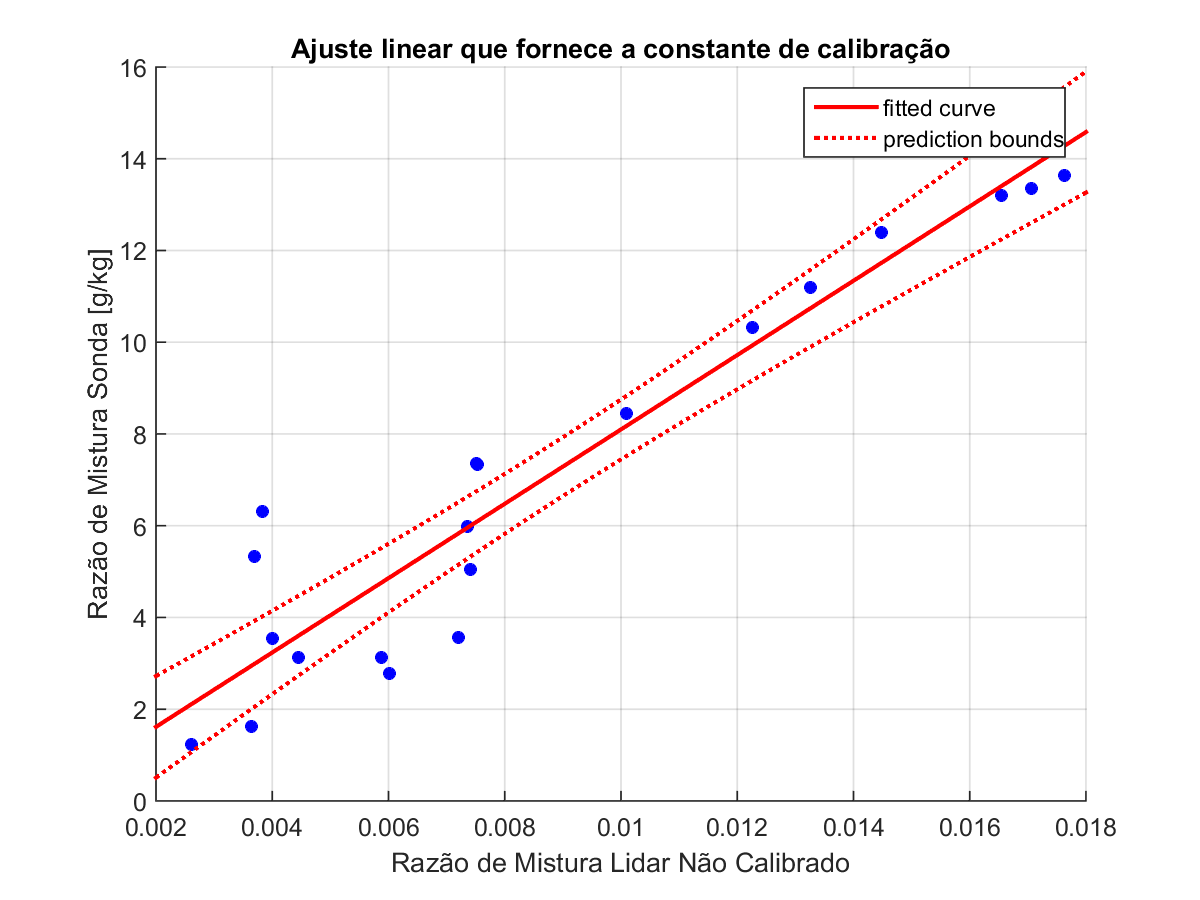 Ajuste linear que fornece a constante de calibração
fitted curve
prediction bounds
16
14
12
10
8
6
4
2
0
Razão de Mistura Sonda [g/kg]
0.002 0.004 0.006 0.008 0.01 0.012 0.014 0.016 0.018
Razão de Mistura Lidar Não Calibrado